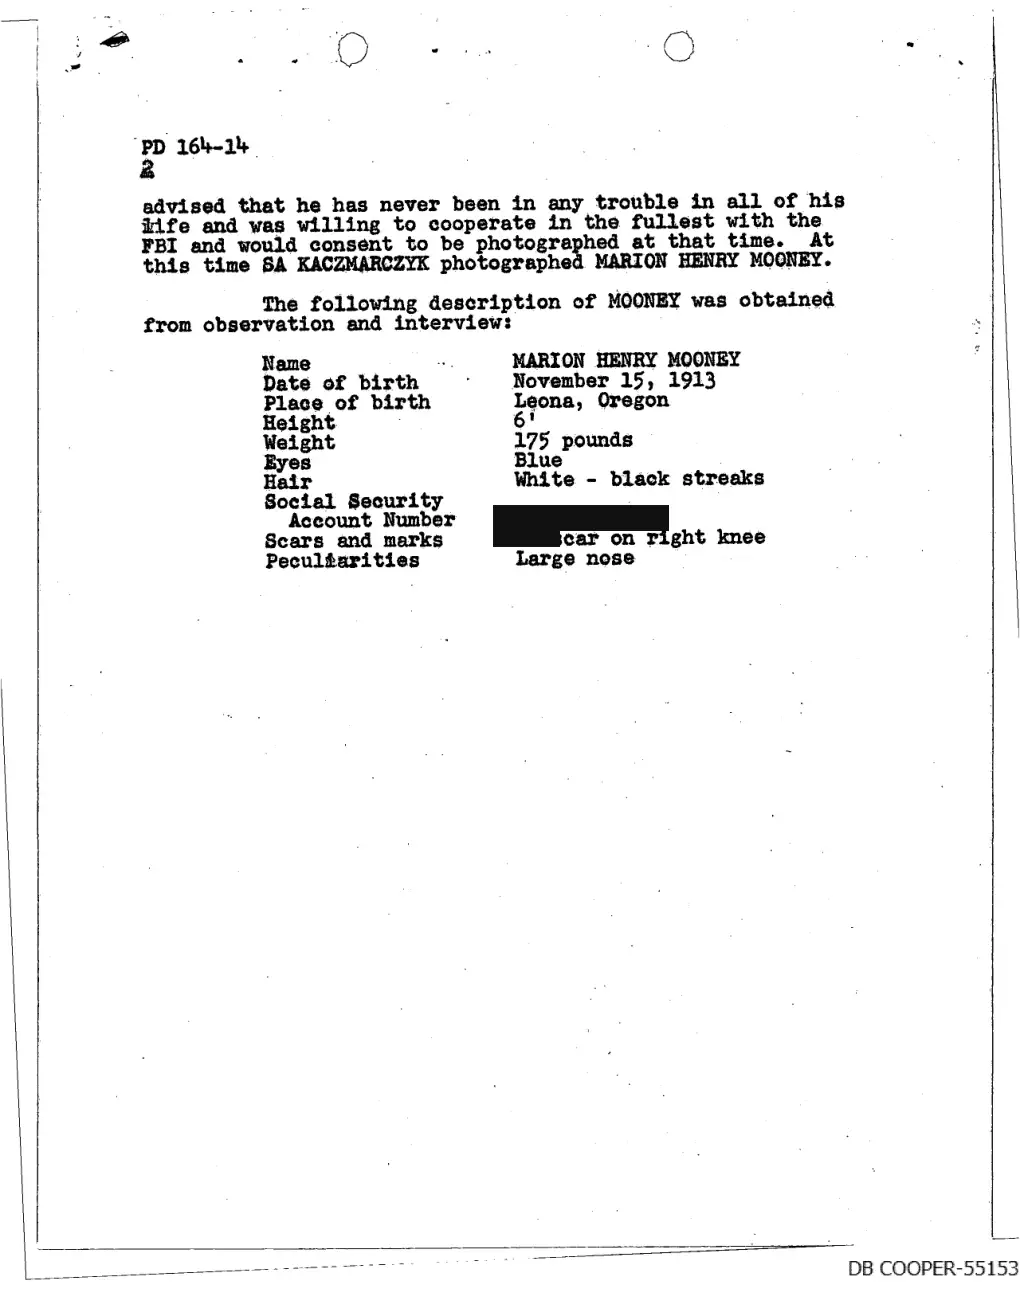 PD 164-14
2
advised that he has never been in any trouble in all of his
life and was willing to cooperate in the fullest with the
FBI and would consent to be photographed at that time. At
this time SA KACZMARCZYK photographed MARION HENRY MOONEY.
The following description of MOONEY was obtained
from observation and interview:
Name MARION HENRY MOONEY
Date of birth November 15, 1913
Place of birth Leona, Oregon
Height 6'
Weight 175 pounds
Eyes Blue
Hair White - black streaks
Social Security
Account Number
Scars and marks scar on right knee
Peculiarities Large nose
DB COOPER-55153